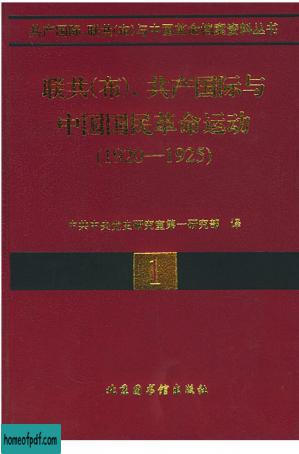 共产国际、联共(布)与中国革命档案资料丛书
联共(布)、共产国际与
中国国民革命运动
(1920—1925)
中共中央党史研究室第一研究部 译
1
北京图书馆出版社
homeofpdf.com